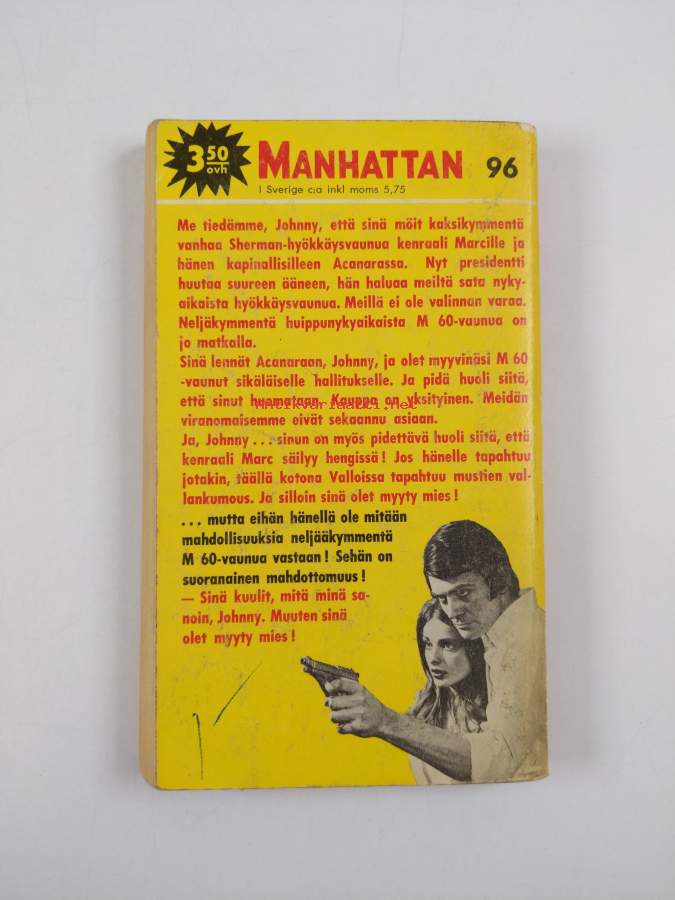 3 50
ovh
MANHATTAN 96
I Sverige c:a inkl moms 5,75
Me tiedämme, Johnny, että sinä möit kaksikymmentä
vanhaa Sherman-hyökkäysvaunua kenraali Marcille ja
hänen kapinallisilleen Acanarassa. Nyt presidentti
huutaa suureen ääneen, hän haluaa meiltä sata nyky-
aikaista hyökkäysvaunua. Meillä ei ole valinnan varaa.
Neljäkymmentä huippunykyaikaista M 60-vaunua on
jo matkalla.
Sinä lennät Acanaraan, Johnny, ja olet myyvinäsi M 60
-vaunut sikäläiselle hallitukselle. Ja pidä huoli siitä,
että sinut huomataan. Kauppa on yksityinen. Meidän
Antikvariaatti.net
viranomaisemme eivät sekaannu asiaan.
Ja, Johnny ... sinun on myös pidettävä huoli siitä, että
kenraali Marc säilyy hengissä! Jos hänelle tapahtuu
jotakin, täällä kotona Valloissa tapahtuu mustien val-
lankumous. Ja silloin sinä olet myyty mies!
... mutta eihän hänellä ole mitään
mahdollisuuksia neljääkymmentä
M 60-vaunua vastaan! Sehän on
suoranainen mahdottomuus!
— Sinä kuulit, mitä minä sa-
noin, Johnny. Muuten sinä
olet myyty mies!